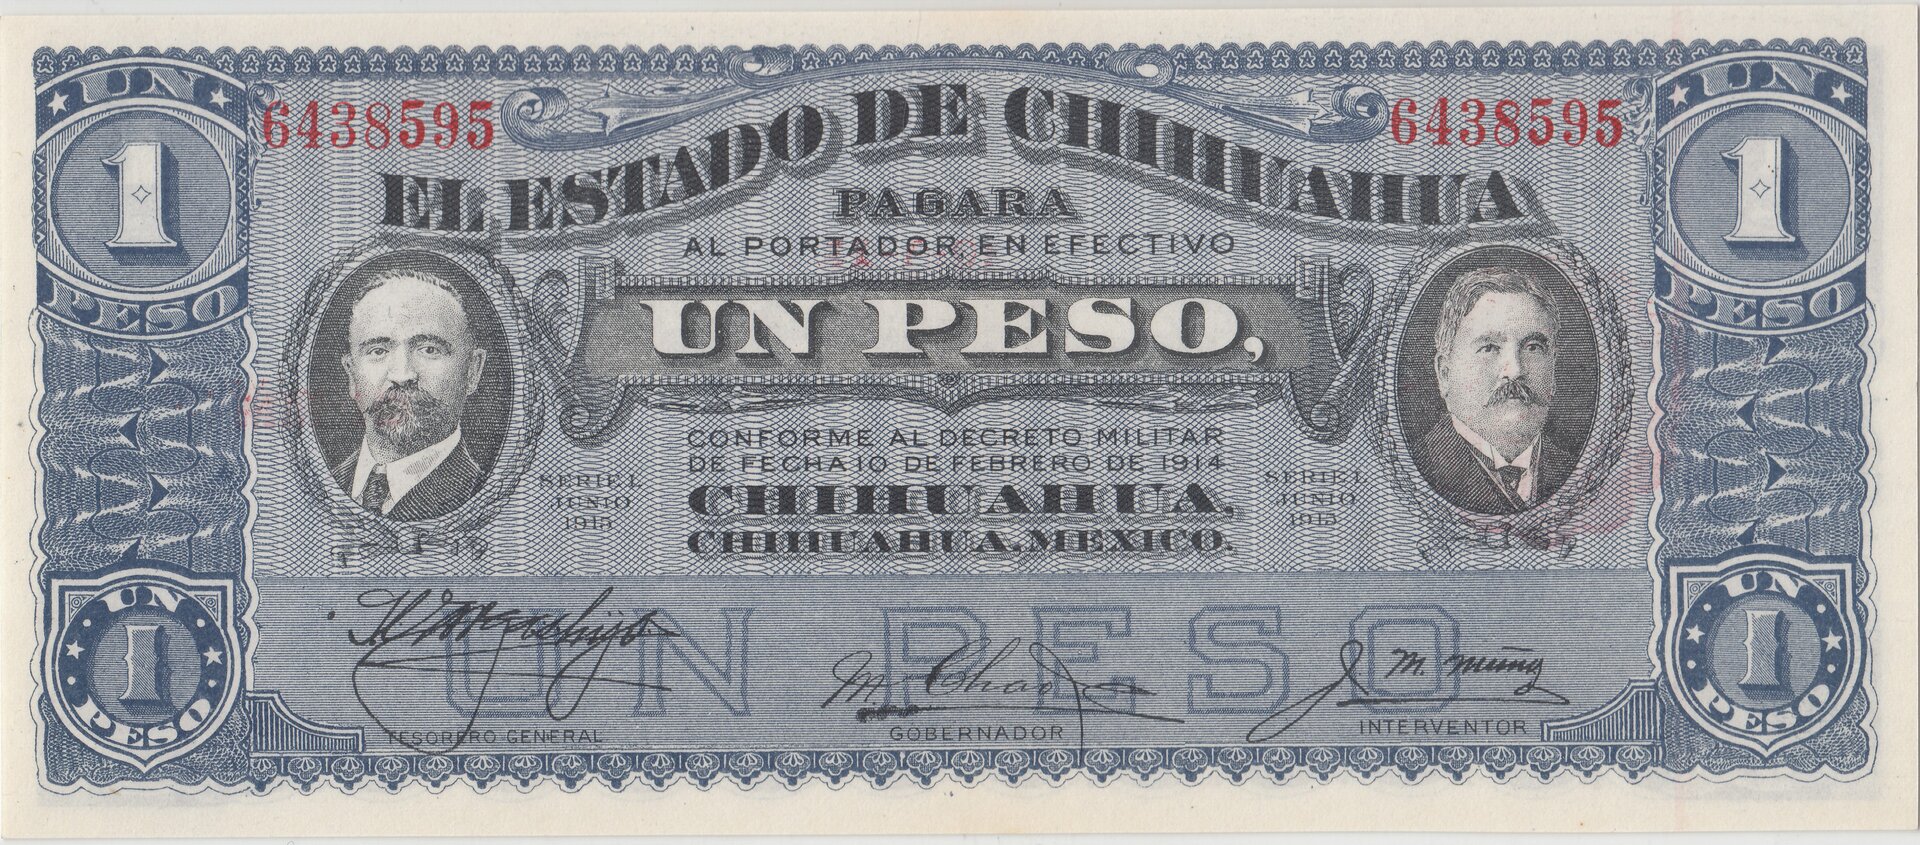 UN
1
PESO
6438595
EL ESTADO DE CHIHUAHUA
6438595
UN
1
PESO
PAGARA
AL PORTADOR, EN EFECTIVO
UN PESO,
CONFORME AL DECRETO MILITAR
DE FECHA 10 DE FEBRERO DE 1914
CHIHUAHUA,
CHIHUAHUA, MEXICO.
SERIE I.
JUNIO
1915
SERIE I
JUNIO
1915
UN PESO
M. Chao
J. M. Muñoz
TESORERO GENERAL
GOBERNADOR
INTERVENTOR
UN
1
PESO
UN
1
PESO